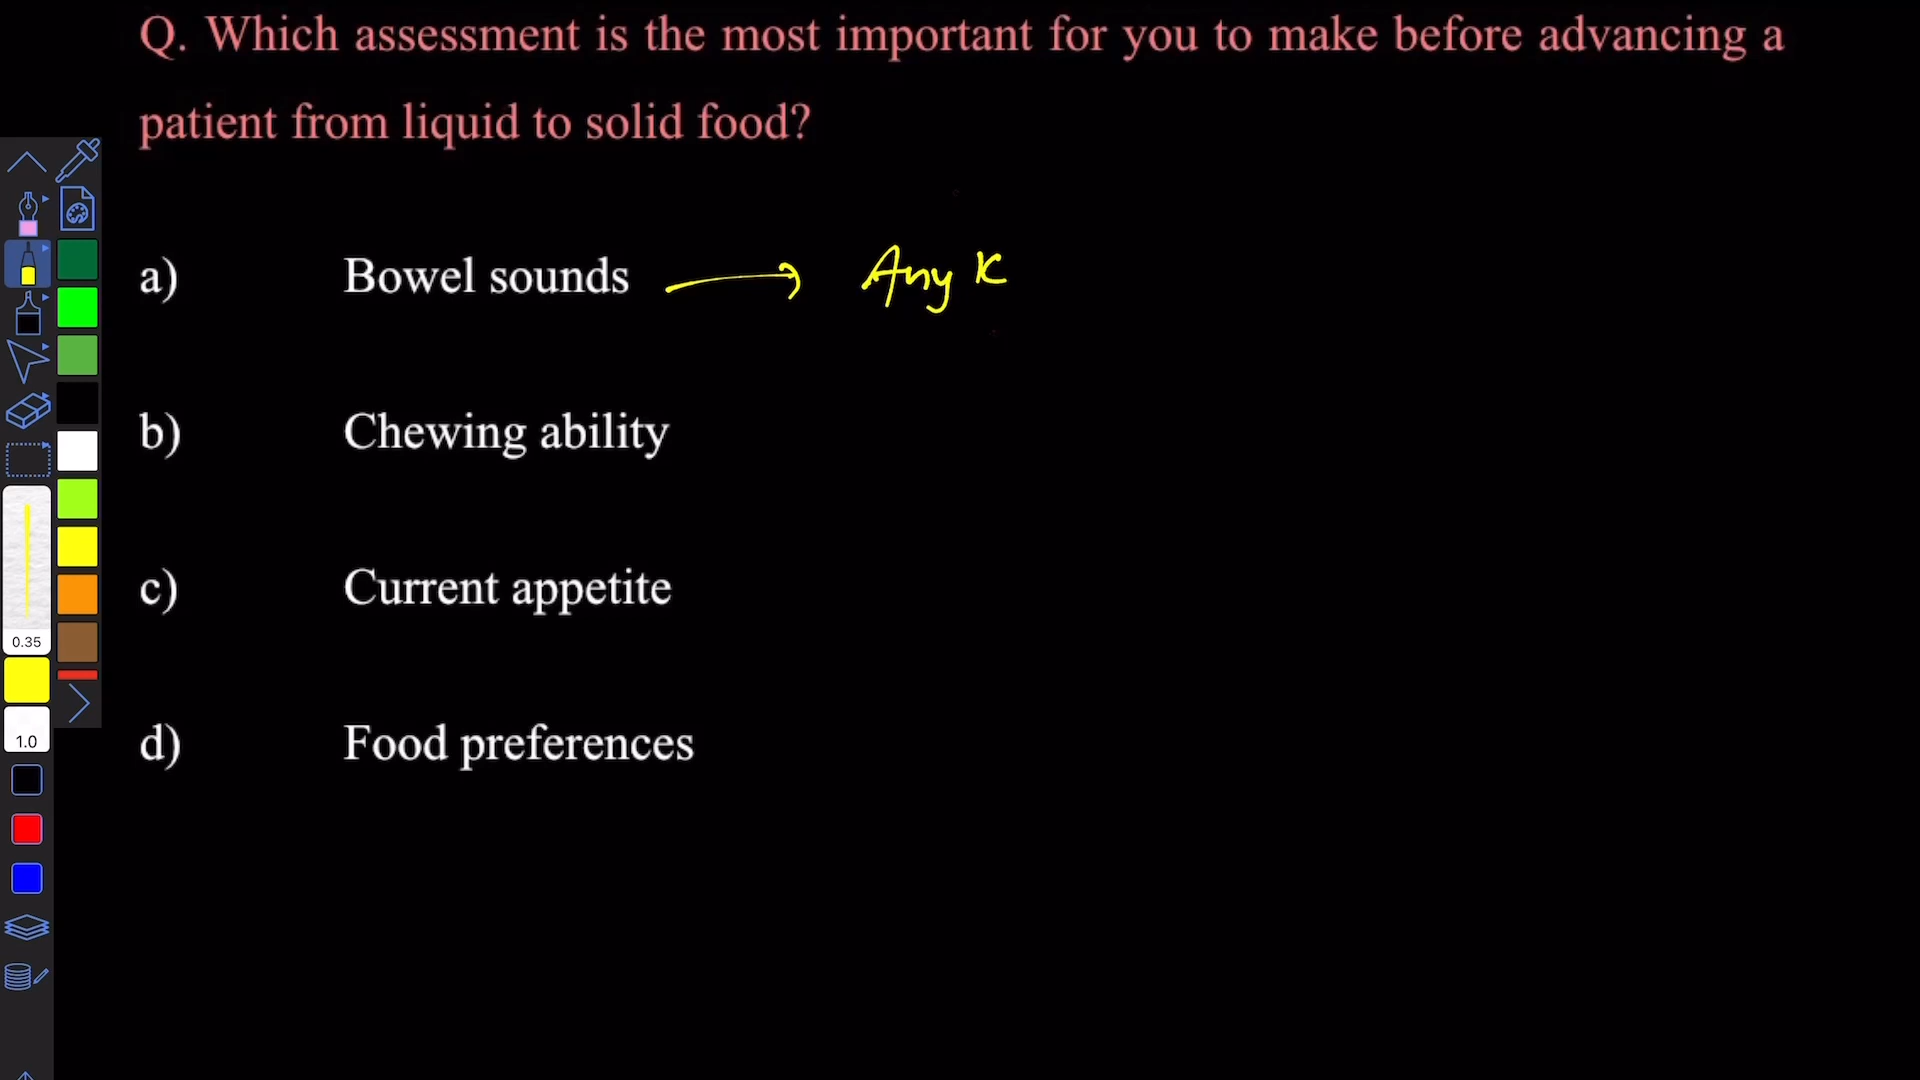 Q. Which assessment is the most important for you to make before advancing a
patient from liquid to solid food?
a) Bowel sounds → Any K
b) Chewing ability
c) Current appetite
0.35
d) Food preferences
1.0